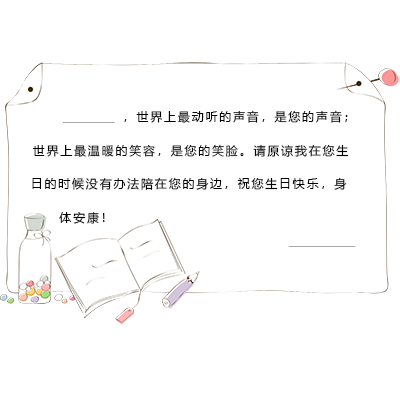 ________，世界上最动听的声音，是您的声音；
世界上最温暖的笑容，是您的笑脸。请原谅我在您生
日的时候没有办法陪在您的身边，祝您生日快乐，身
体安康！
__________